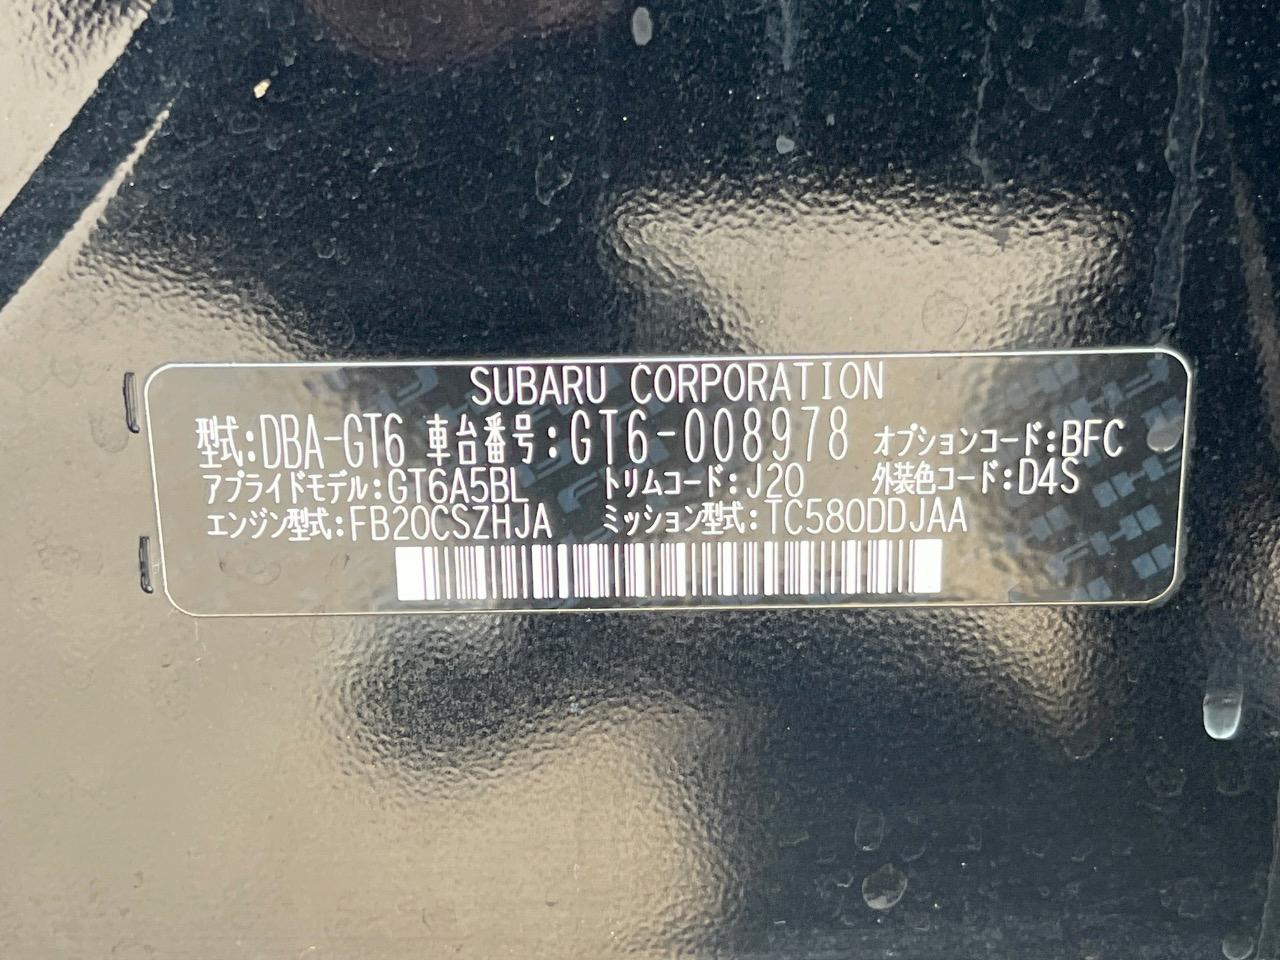 SUBARU CORPORATION
型式:DBA-GT6 車台番号:GT6-008978 オプションコード:BFC
アプライドモデル:GT6A5BL トリムコード:J20 外装色コード:D4S
エンジン型式:FB20CSZHJA ミッション型式:TC580DDJAA